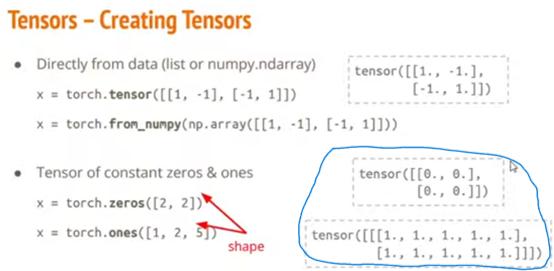 Tensors – Creating Tensors
● Directly from data (list or numpy.ndarray)
x = torch.tensor([[1, -1], [-1, 1]])
x = torch.from_numpy(np.array([[1, -1], [-1, 1]]))
tensor([[1., -1.],
[-1., 1.]])
● Tensor of constant zeros & ones
x = torch.zeros([2, 2])
x = torch.ones([1, 2, 5])
shape
tensor([[0., 0.],
[0., 0.]])
tensor([[[1., 1., 1., 1., 1.],
[1., 1., 1., 1., 1.]]])